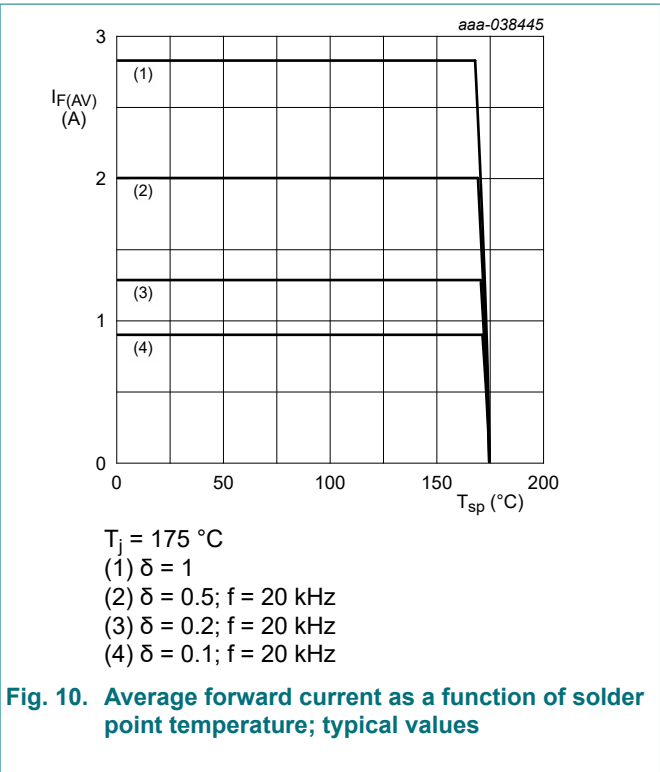 aaa-038445
3
(1)
IF(AV)
(A)
2
(2)
(3)
1
(4)
0
0 50 100 150 200
Tsp (°C)
Tj = 175 °C
(1) δ = 1
(2) δ = 0.5; f = 20 kHz
(3) δ = 0.2; f = 20 kHz
(4) δ = 0.1; f = 20 kHz
Fig. 10. Average forward current as a function of solder
point temperature; typical values